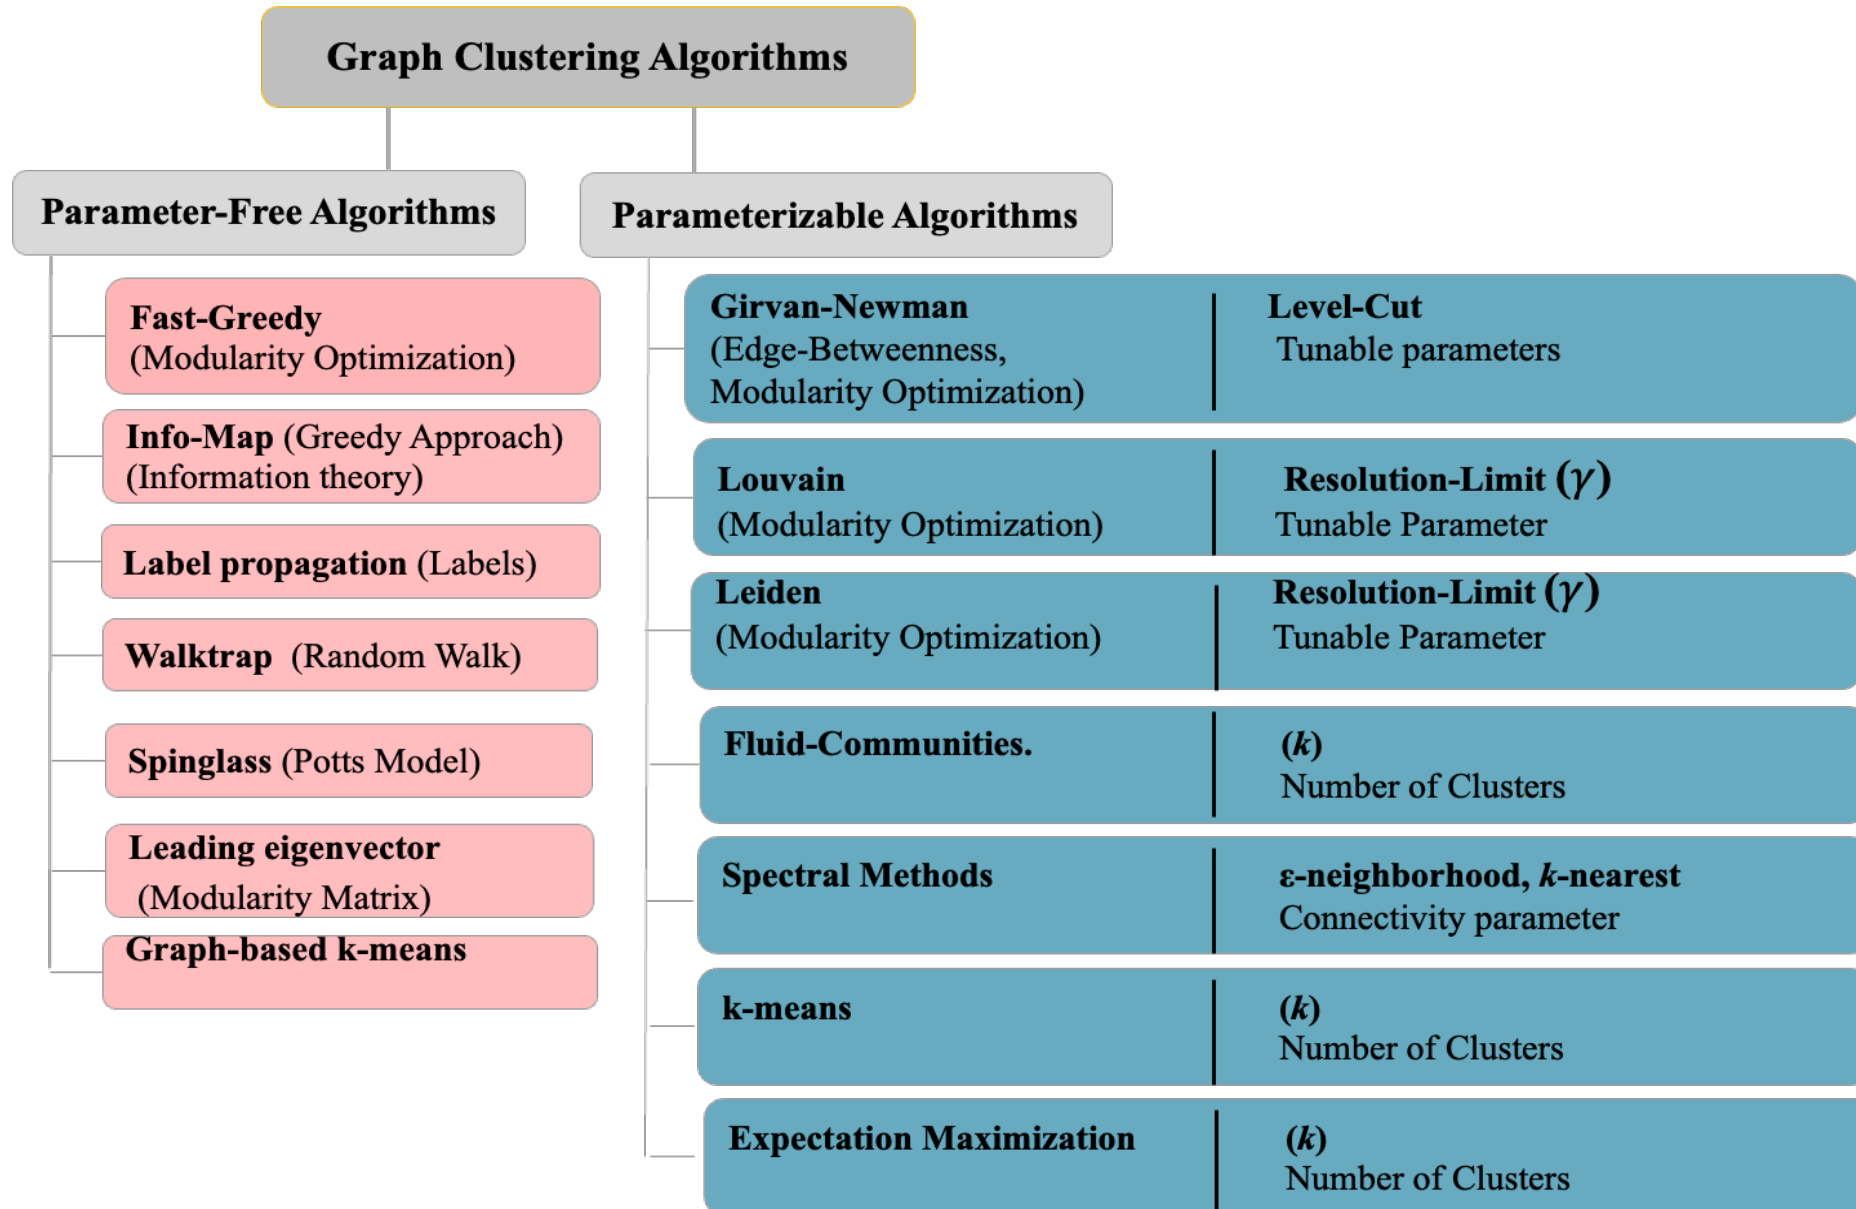 Graph Clustering Algorithms
Parameter-Free Algorithms
Fast-Greedy
(Modularity Optimization)
Info-Map (Greedy Approach)
(Information theory)
Label propagation (Labels)
Walktrap (Random Walk)
Spinglass (Potts Model)
Leading eigenvector
(Modularity Matrix)
Graph-based k-means
Parameterizable Algorithms
Girvan-Newman
(Edge-Betweenness,
Modularity Optimization)
Level-Cut
Tunable parameters
Louvain
(Modularity Optimization)
Resolution-Limit (γ)
Tunable Parameter
Leiden
(Modularity Optimization)
Resolution-Limit (γ)
Tunable Parameter
Fluid-Communities.
(k)
Number of Clusters
Spectral Methods
ε-neighborhood, k-nearest
Connectivity parameter
k-means
(k)
Number of Clusters
Expectation Maximization
(k)
Number of Clusters